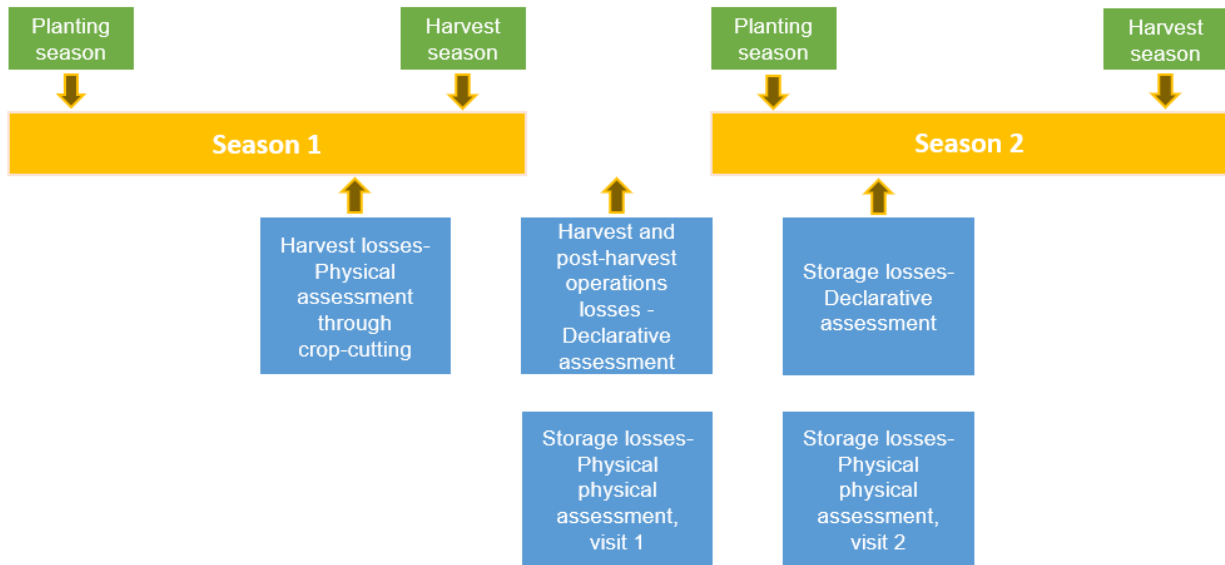 Planting
season
Harvest
season
Planting
season
Harvest
season
Season 1
Season 2
Harvest losses-
Physical
assessment
through
crop-cutting
Harvest and
post-harvest
operations
losses -
Declarative
assessment
Storage losses-
Declarative
assessment
Storage losses-
Physical
physical
assessment,
visit 1
Storage losses-
Physical
physical
assessment,
visit 2